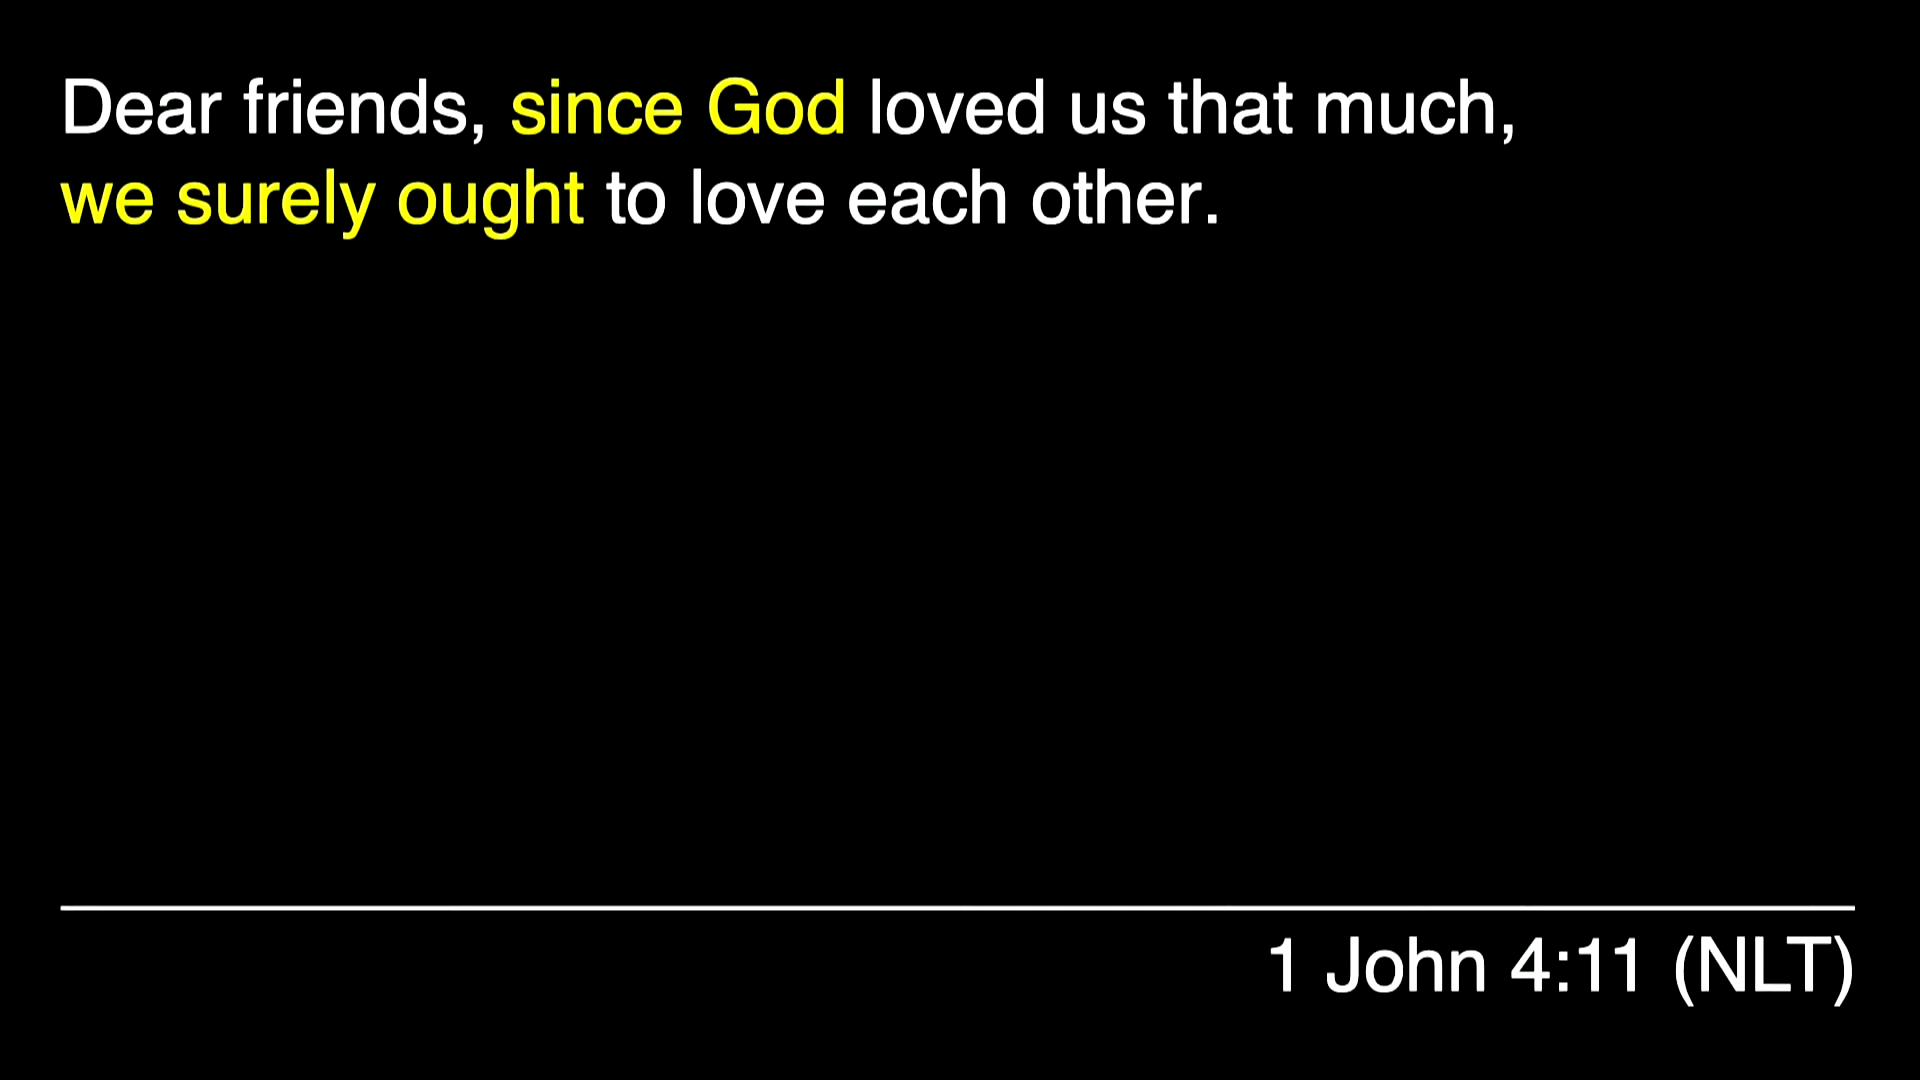 Dear friends, since God loved us that much,
we surely ought to love each other.
1 John 4:11 (NLT)